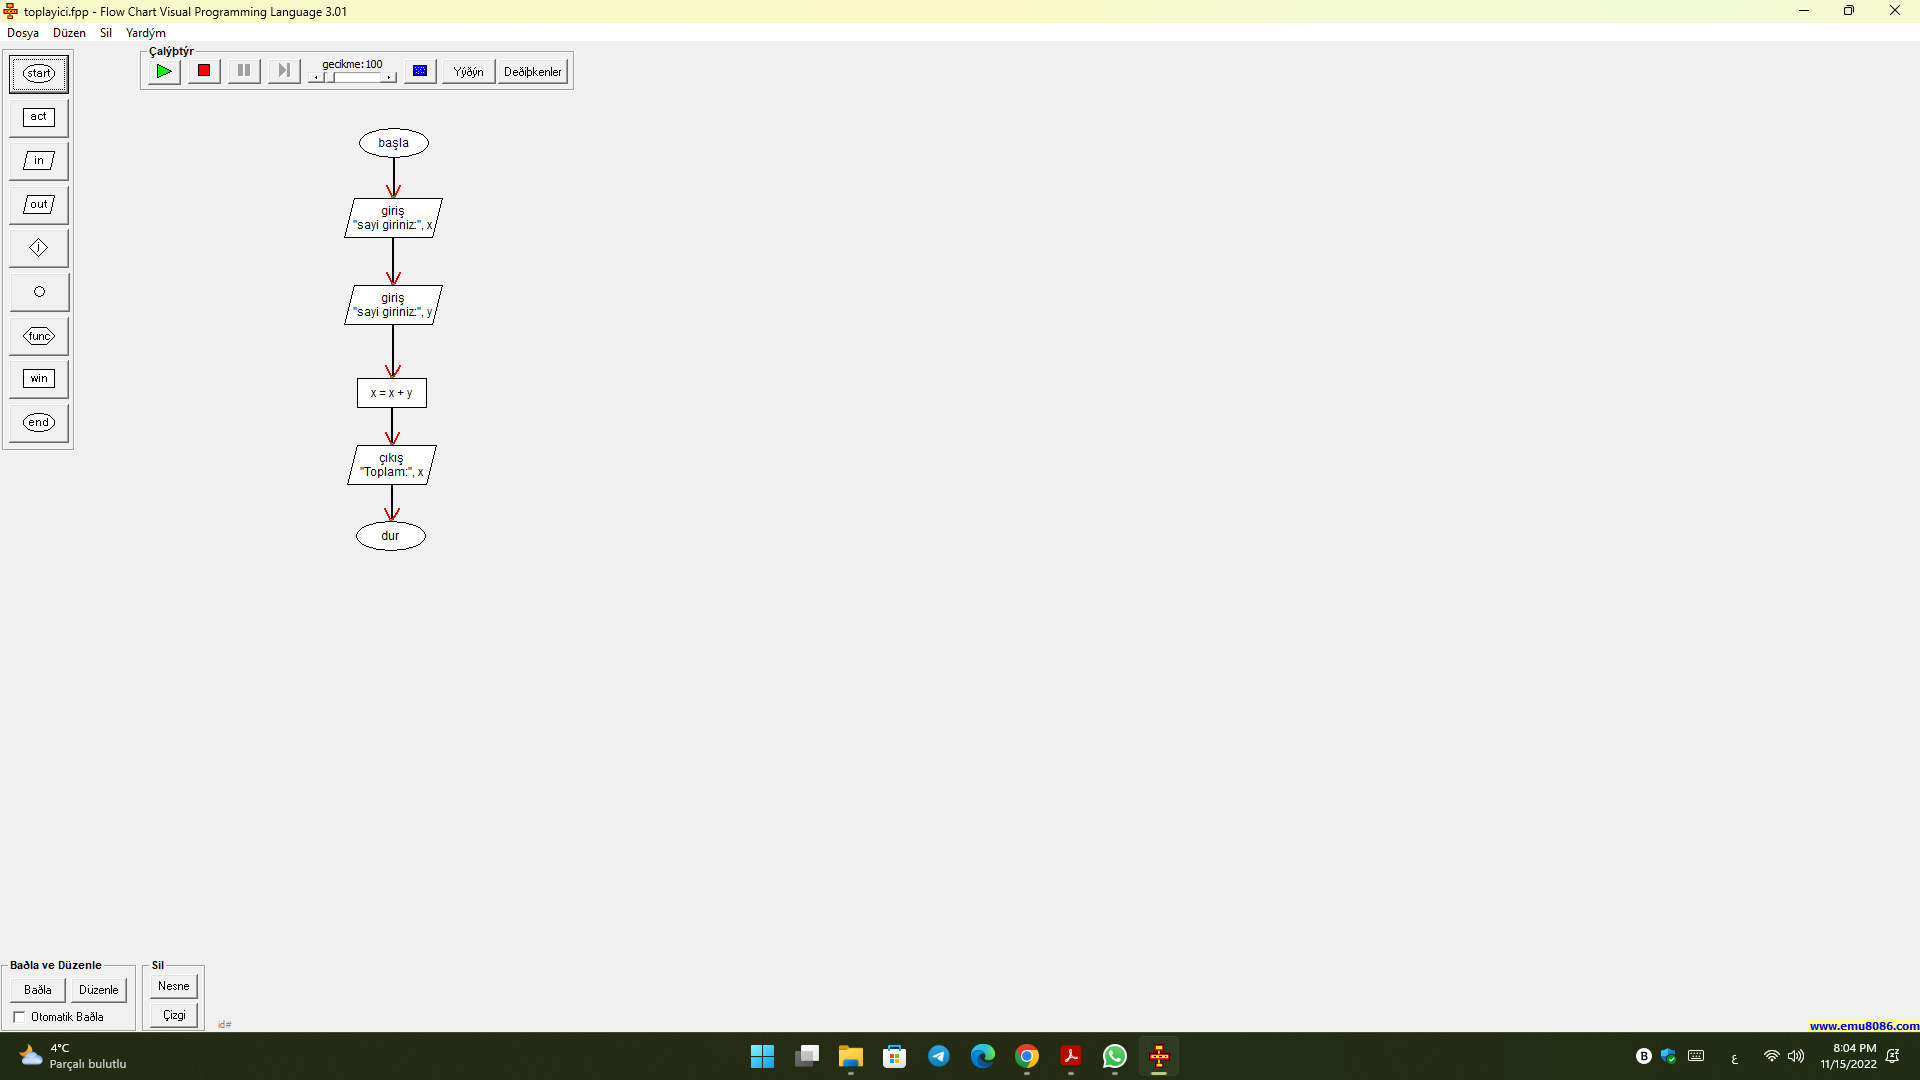 toplayici.fpp - Flow Chart Visual Programming Language 3.01
Dosya Düzen Sil Yardým
Çalýþtýr
gecikme:100
Yýðýn
Deðiþkenler
start
act
in
out
func
win
end
başla
giriş
"sayi giriniz:", x
giriş
"sayi giriniz:", y
x = x + y
çıkış
"Toplam:", x
dur
Baðla ve Düzenle
Baðla
Düzenle
Otomatik Baðla
Sil
Nesne
Çizgi
id#
www.emu8086.com
4°C
Parçalı bulutlu
B
ع
8:04 PM
11/15/2022